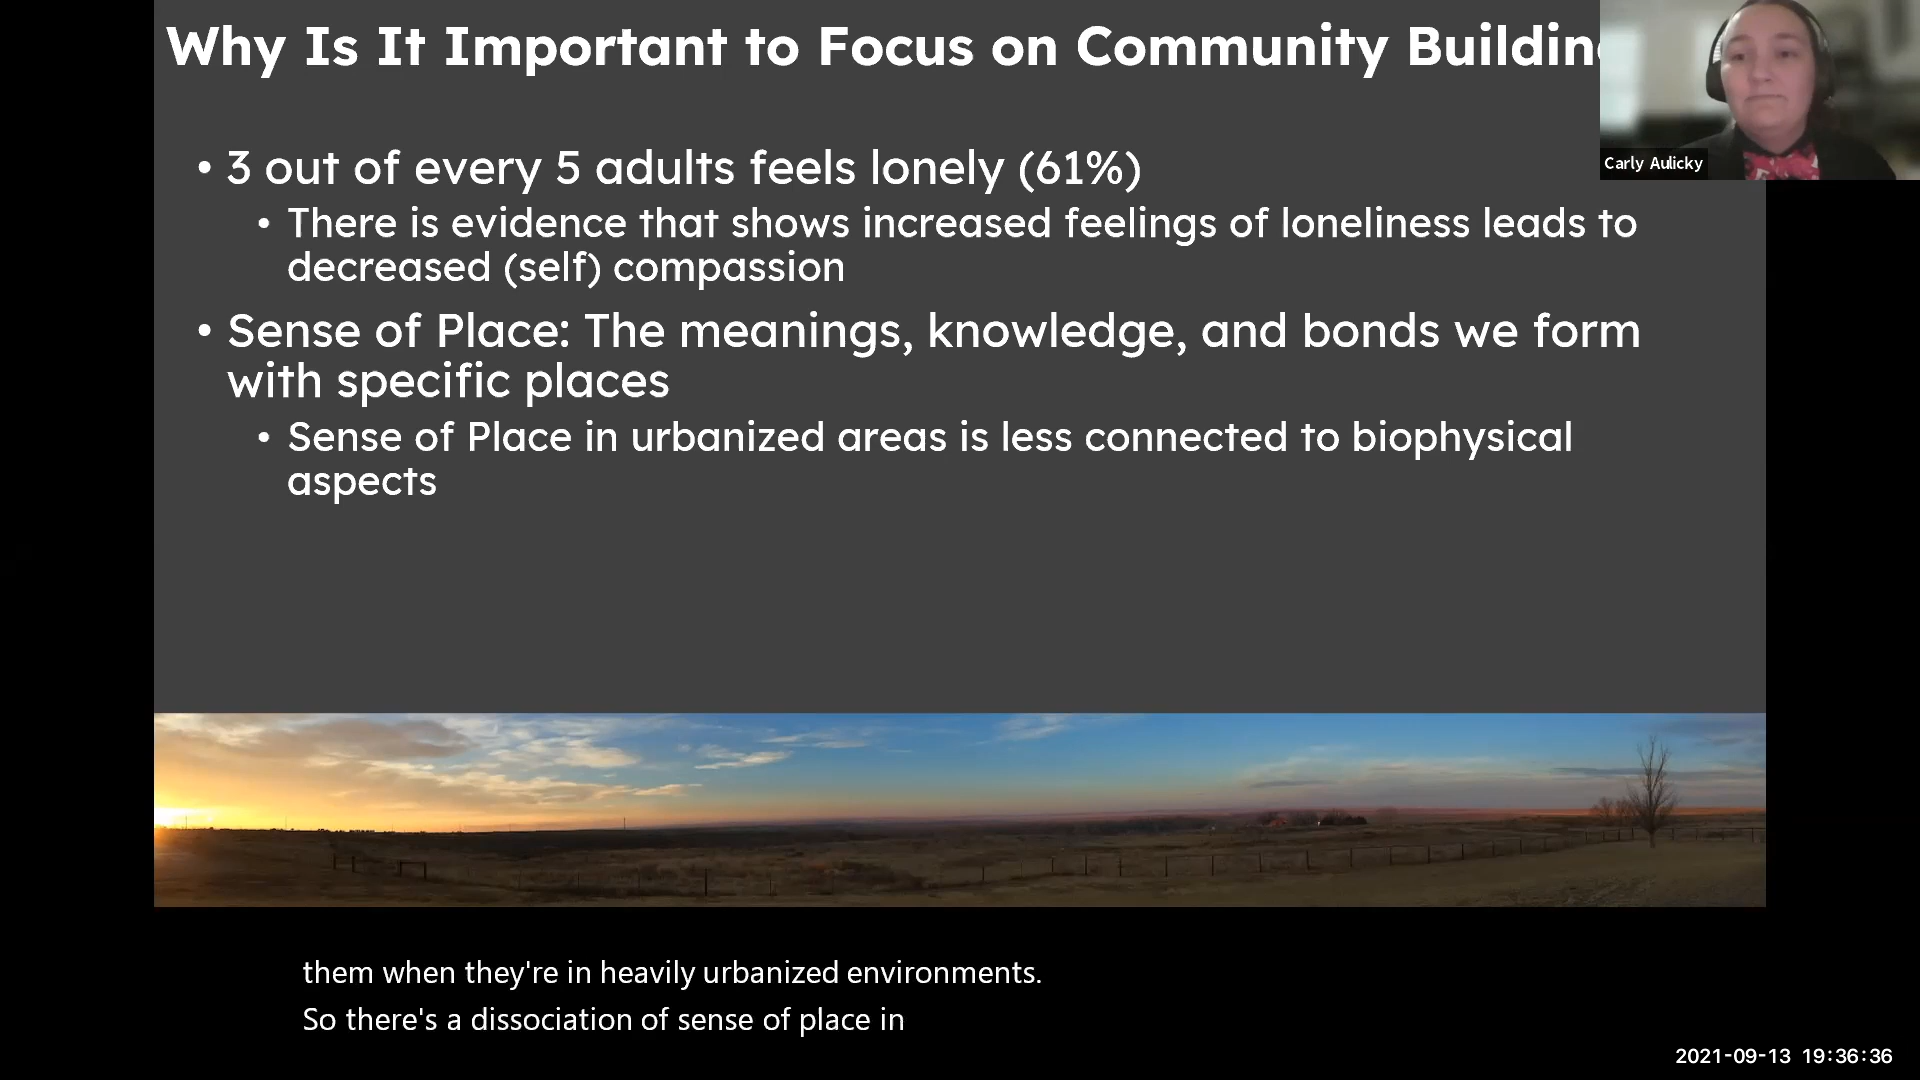 Why Is It Important to Focus on Community Building
Carly Aulicky
• 3 out of every 5 adults feels lonely (61%)
• There is evidence that shows increased feelings of loneliness leads to
decreased (self) compassion
• Sense of Place: The meanings, knowledge, and bonds we form
with specific places
• Sense of Place in urbanized areas is less connected to biophysical
aspects
them when they're in heavily urbanized environments.
So there's a dissociation of sense of place in
2021-09-13 19:36:36